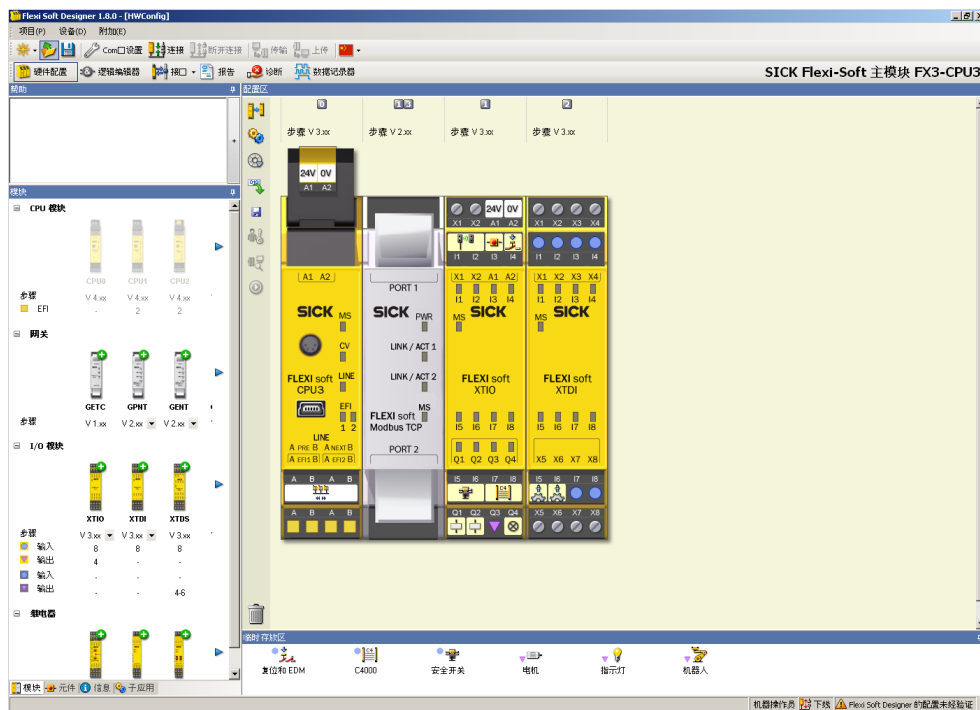 Flexi Soft Designer 1.8.0 - [HWConfig]
项目(P) 设备(D) 附加(E)
Com口设置 连接 断开连接 传输 上传
硬件配置 逻辑编辑器 接口 报告 诊断 数据记录器
SICK Flexi-Soft 主模块 FX3-CPU3
帮助
配置区
0 13 1 2
步骤 V 3.xx 步骤 V 2.xx 步骤 V 3.xx 步骤 V 3.xx
模块
CPU 模块
CPU0 CPU1 CPU2
步骤 V 4.xx V 4.xx V 4.xx
EFI - 2 2
网关
GETC GPNT GENT
步骤 V 1.xx V 2.xx V 2.xx
I/O 模块
XTIO XTDI XTDS
步骤 V 3.xx V 3.xx V 3.xx
输入 8 8 8
输出 4 - -
输入 - - -
输出 - - 4-6
继电器
模块 元件 信息 子应用
24V 0V
A1 A2
A1 A2
SICK
MS
CV
FLEXI soft
CPU3
LINE
EFI
1 2
LINE
A PRE B A NEXT B
A EFI1 B A EFI2 B
A B A B
A B A B
PORT 1
SICK PWR
LINK / ACT 1
LINK / ACT 2
MS
FLEXI soft
Modbus TCP
PORT 2
24V 0V
X1 X2 A1 A2
I1 I2 I3 I4
X1 X2 A1 A2
I1 I2 I3 I4
MS SICK
FLEXI soft
XTIO
I5 I6 I7 I8
Q1 Q2 Q3 Q4
I5 I6 I7 I8
Q1 Q2 Q3 Q4
X1 X2 X3 X4
I1 I2 I3 I4
X1 X2 X3 X4
I1 I2 I3 I4
MS SICK
FLEXI soft
XTDI
I5 I6 I7 I8
X5 X6 X7 X8
I5 I6 I7 I8
X5 X6 X7 X8
临时存放区
复位和 EDM C4000 安全开关 电机 指示灯 机器人
机器操作员 下线 Flexi Soft Designer 的配置未经验证